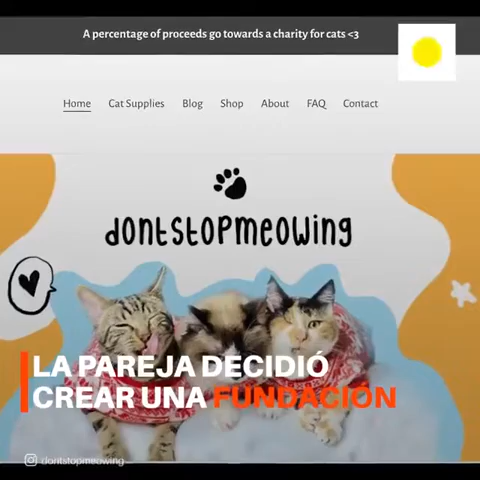 A percentage of proceeds go towards a charity for cats <3
Home Cat Supplies Blog Shop About FAQ Contact
dontstopmeowing
LA PAREJA DECIDIÓ
CREAR UNA FUNDACIÓN
dontstopmeowing